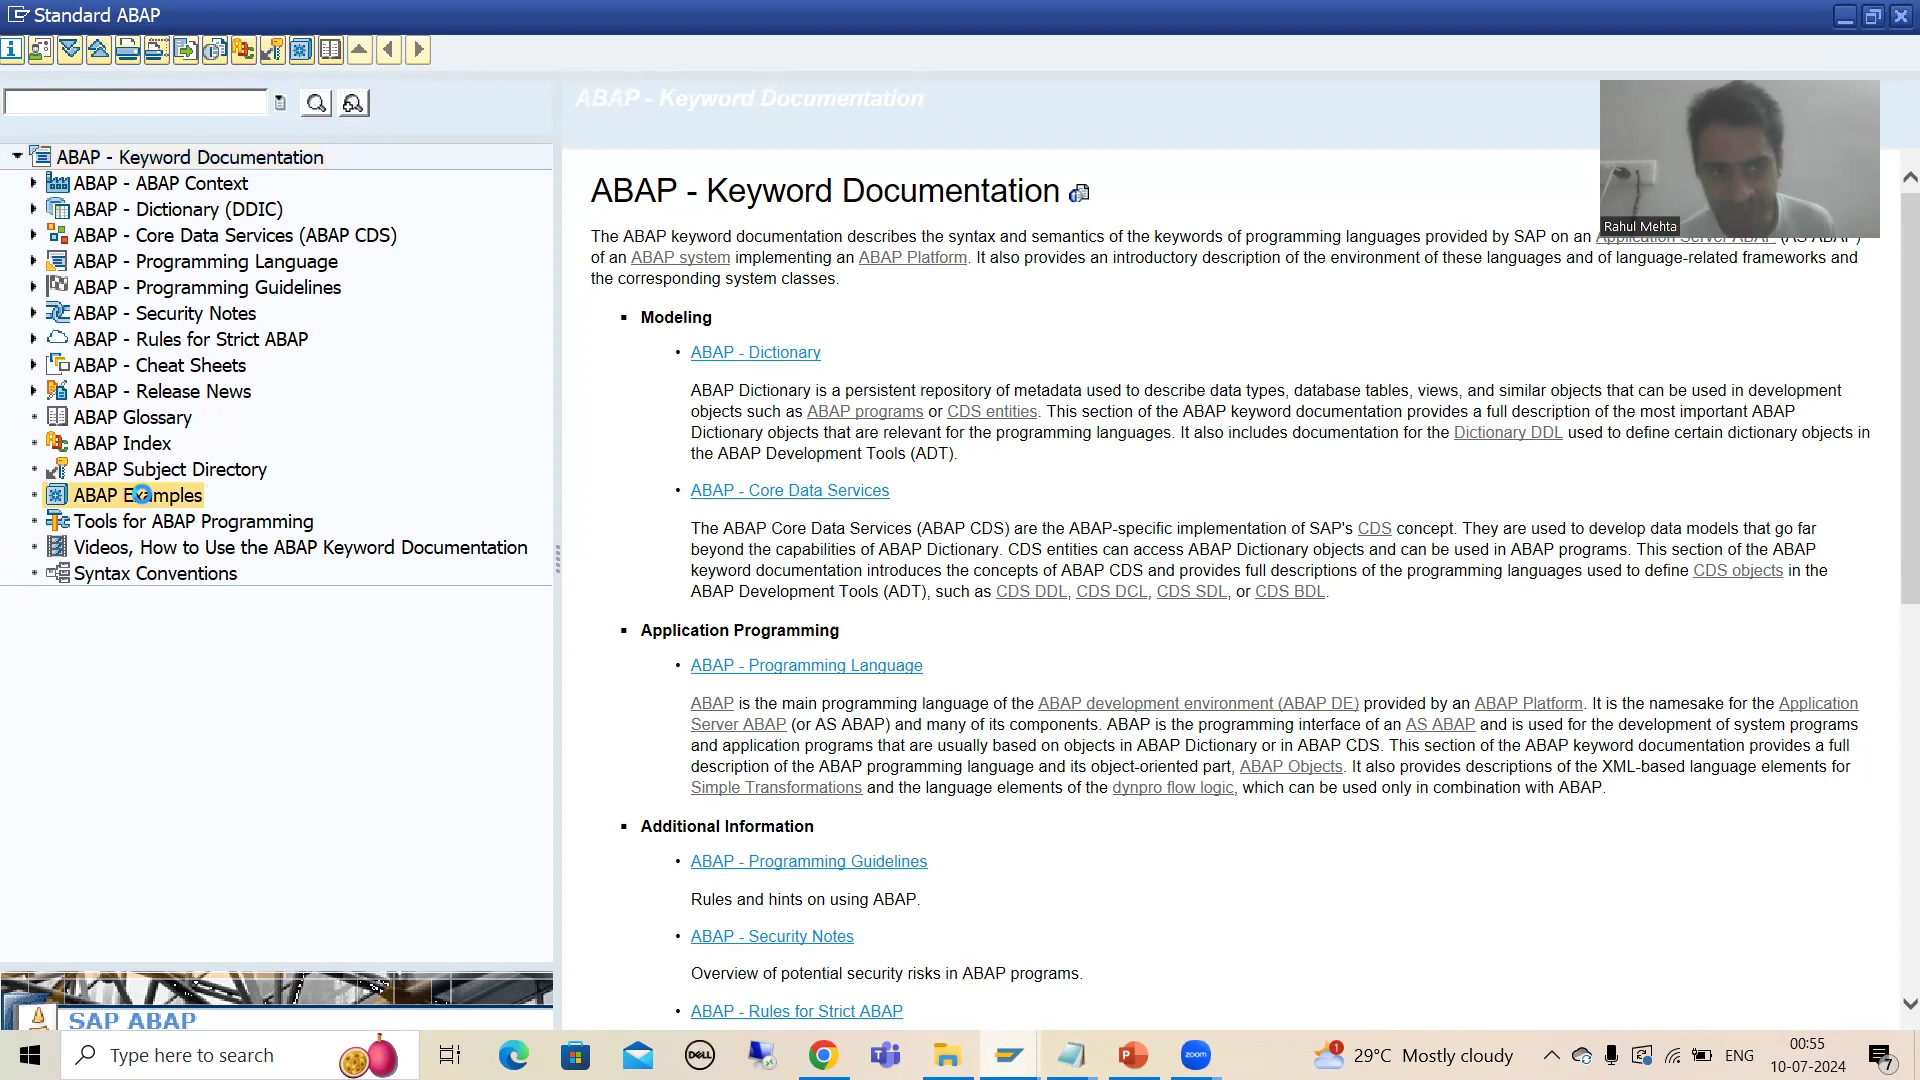 Standard ABAP
ABAP - Keyword Documentation
ABAP - Keyword Documentation
ABAP - ABAP Context
ABAP - Dictionary (DDIC)
ABAP - Core Data Services (ABAP CDS)
ABAP - Programming Language
ABAP - Programming Guidelines
ABAP - Security Notes
ABAP - Rules for Strict ABAP
ABAP - Cheat Sheets
ABAP - Release News
ABAP Glossary
ABAP Index
ABAP Subject Directory
ABAP Examples
Tools for ABAP Programming
Videos, How to Use the ABAP Keyword Documentation
Syntax Conventions
SAP ABAP
ABAP - Keyword Documentation
Rahul Mehta
The ABAP keyword documentation describes the syntax and semantics of the keywords of programming languages provided by SAP on an Application Server ABAP (AS ABAP)
of an ABAP system implementing an ABAP Platform. It also provides an introductory description of the environment of these languages and of language-related frameworks and
the corresponding system classes.
▪ Modeling
• ABAP - Dictionary
ABAP Dictionary is a persistent repository of metadata used to describe data types, database tables, views, and similar objects that can be used in development
objects such as ABAP programs or CDS entities. This section of the ABAP keyword documentation provides a full description of the most important ABAP
Dictionary objects that are relevant for the programming languages. It also includes documentation for the Dictionary DDL used to define certain dictionary objects in
the ABAP Development Tools (ADT).
• ABAP - Core Data Services
The ABAP Core Data Services (ABAP CDS) are the ABAP-specific implementation of SAP's CDS concept. They are used to develop data models that go far
beyond the capabilities of ABAP Dictionary. CDS entities can access ABAP Dictionary objects and can be used in ABAP programs. This section of the ABAP
keyword documentation introduces the concepts of ABAP CDS and provides full descriptions of the programming languages used to define CDS objects in the
ABAP Development Tools (ADT), such as CDS DDL, CDS DCL, CDS SDL, or CDS BDL.
▪ Application Programming
• ABAP - Programming Language
ABAP is the main programming language of the ABAP development environment (ABAP DE) provided by an ABAP Platform. It is the namesake for the Application
Server ABAP (or AS ABAP) and many of its components. ABAP is the programming interface of an AS ABAP and is used for the development of system programs
and application programs that are usually based on objects in ABAP Dictionary or in ABAP CDS. This section of the ABAP keyword documentation provides a full
description of the ABAP programming language and its object-oriented part, ABAP Objects. It also provides descriptions of the XML-based language elements for
Simple Transformations and the language elements of the dynpro flow logic, which can be used only in combination with ABAP.
▪ Additional Information
• ABAP - Programming Guidelines
Rules and hints on using ABAP.
• ABAP - Security Notes
Overview of potential security risks in ABAP programs.
• ABAP - Rules for Strict ABAP
Type here to search
DELL
zoom
1
29°C Mostly cloudy
ENG
00:55
10-07-2024
7